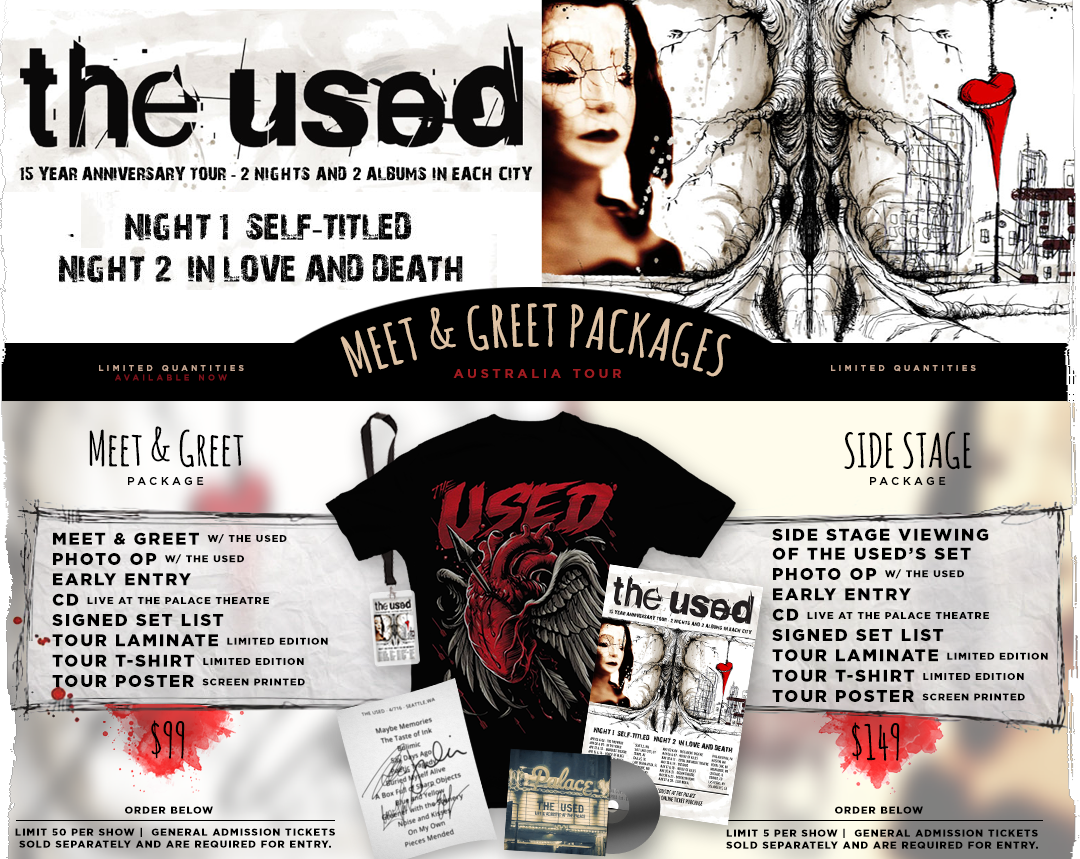 the used
15 YEAR ANNIVERSARY TOUR - 2 NIGHTS AND 2 ALBUMS IN EACH CITY
NIGHT 1 SELF-TITLED
NIGHT 2 IN LOVE AND DEATH
MEET & GREET PACKAGES
AUSTRALIA TOUR
LIMITED QUANTITIES
AVAILABLE NOW
LIMITED QUANTITIES
MEET & GREET
PACKAGE
MEET & GREET W/ THE USED
PHOTO OP W/ THE USED
EARLY ENTRY
CD LIVE AT THE PALACE THEATRE
SIGNED SET LIST
TOUR LAMINATE LIMITED EDITION
TOUR T-SHIRT LIMITED EDITION
TOUR POSTER SCREEN PRINTED
$99
ORDER BELOW
LIMIT 50 PER SHOW | GENERAL ADMISSION TICKETS
SOLD SEPARATELY AND ARE REQUIRED FOR ENTRY.
THE
USED
the used
the used
15 YEAR ANNIVERSARY TOUR - 2 NIGHTS AND 2 ALBUMS IN EACH CITY
NIGHT 1 SELF-TITLED NIGHT 2 IN LOVE AND DEATH
THE USED - 6/7/16 - SEATTLE, WA
Maybe Memories
The Taste of Ink
Bulimic
Say Days Ago
Buried Myself Alive
A Box Full of Sharp Objects
Blue and Yellow
Greener with the Scenery
Noise and Kisses
On My Own
Pieces Mended
Palace
THE USED
SIDE STAGE
PACKAGE
SIDE STAGE VIEWING
OF THE USED'S SET
PHOTO OP W/ THE USED
EARLY ENTRY
CD LIVE AT THE PALACE THEATRE
SIGNED SET LIST
TOUR LAMINATE LIMITED EDITION
TOUR T-SHIRT LIMITED EDITION
TOUR POSTER SCREEN PRINTED
$149
ORDER BELOW
LIMIT 5 PER SHOW | GENERAL ADMISSION TICKETS
SOLD SEPARATELY AND ARE REQUIRED FOR ENTRY.